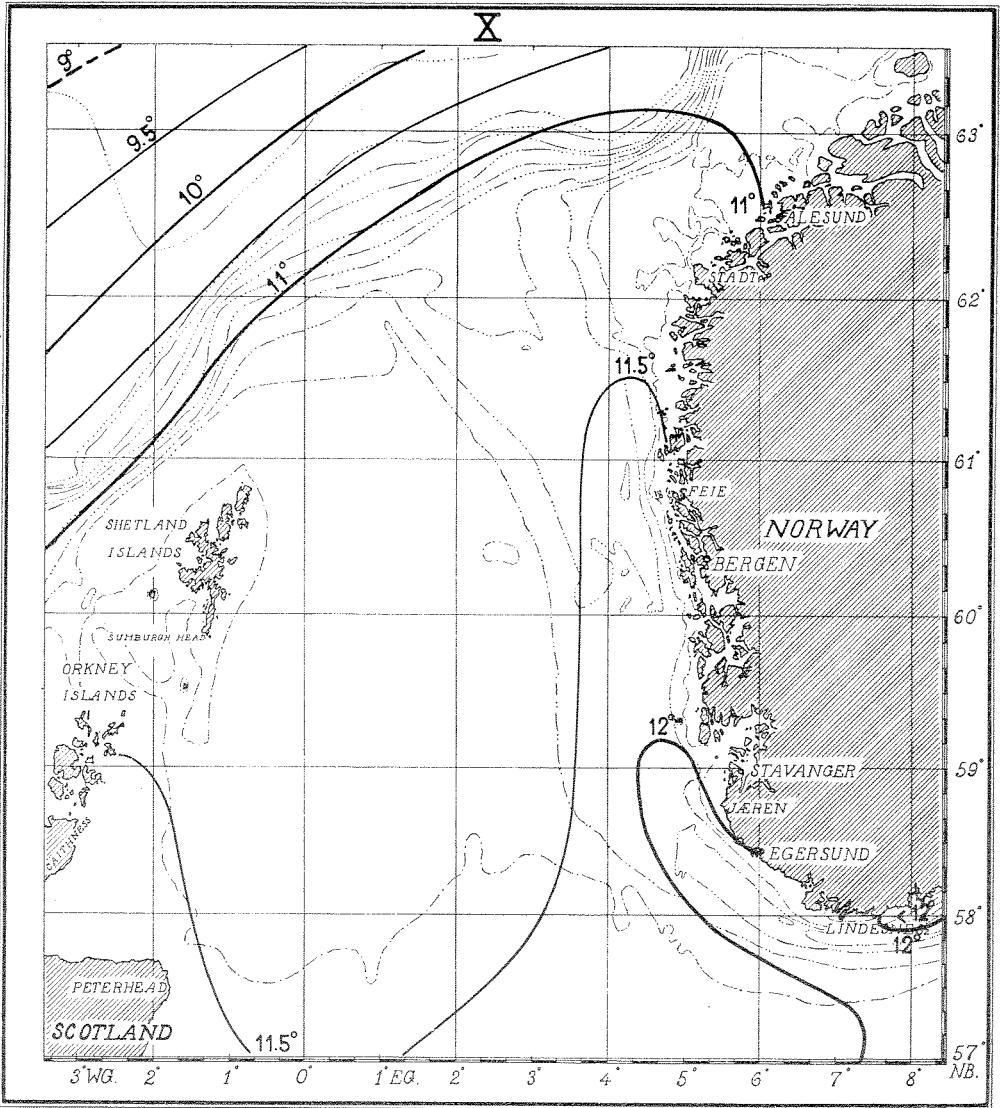 X
9°
9.5°
10°
11°
63°
11°
ÅLESUND
STADT
62°
11.5°
61°
FEIE
SHETLAND
ISLANDS
NORWAY
BERGEN
60°
SUMBURGH HEAD
ORKNEY
ISLANDS
12°
59°
STAVANGER
JÆREN
CAITHNESS
EGERSUND
58°
< 12
12°
PETERHEAD
SCOTLAND
11.5°
57°
3°WG. 2° 1° 0° 1°EG. 2° 3° 4° 5° 6° 7° 8° NB.